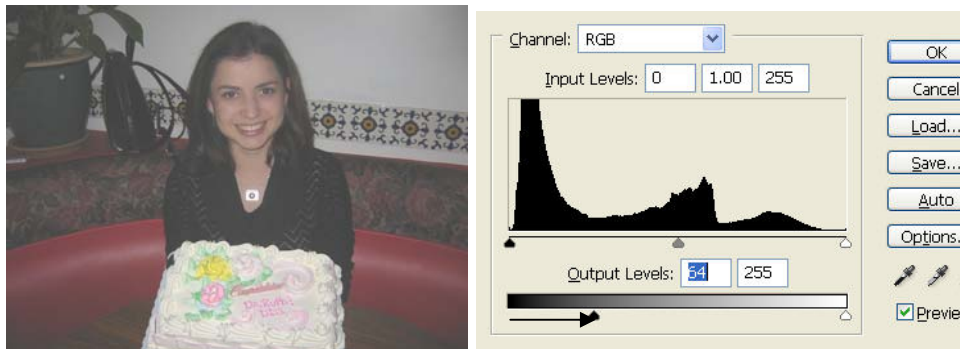 Channel: RGB
Input Levels: 0 1.00 255
Output Levels: 64 255
OK
Cancel
Load...
Save...
Auto
Options.
Previe